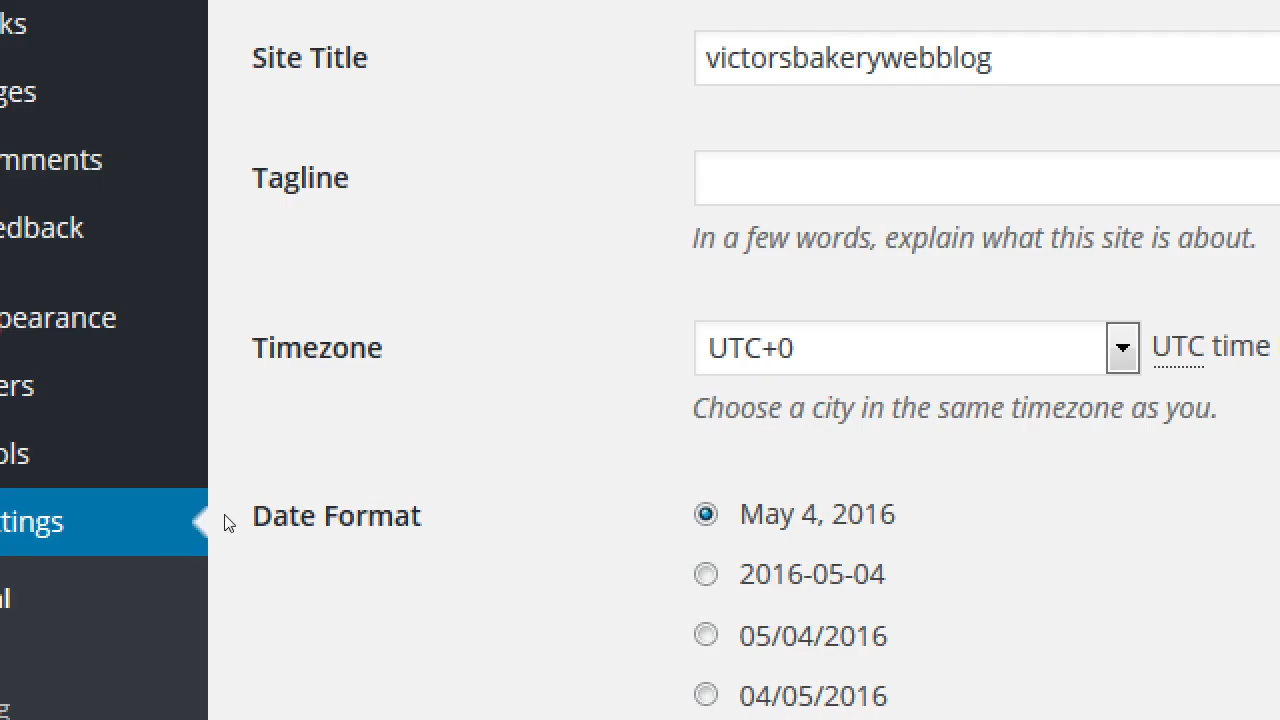 ks
ges
mments
edback
pearance
ers
ols
tings
al
g
Site Title
victorsbakerywebblog
Tagline
In a few words, explain what this site is about.
Timezone
UTC+0
UTC time
Choose a city in the same timezone as you.
Date Format
May 4, 2016
2016-05-04
05/04/2016
04/05/2016